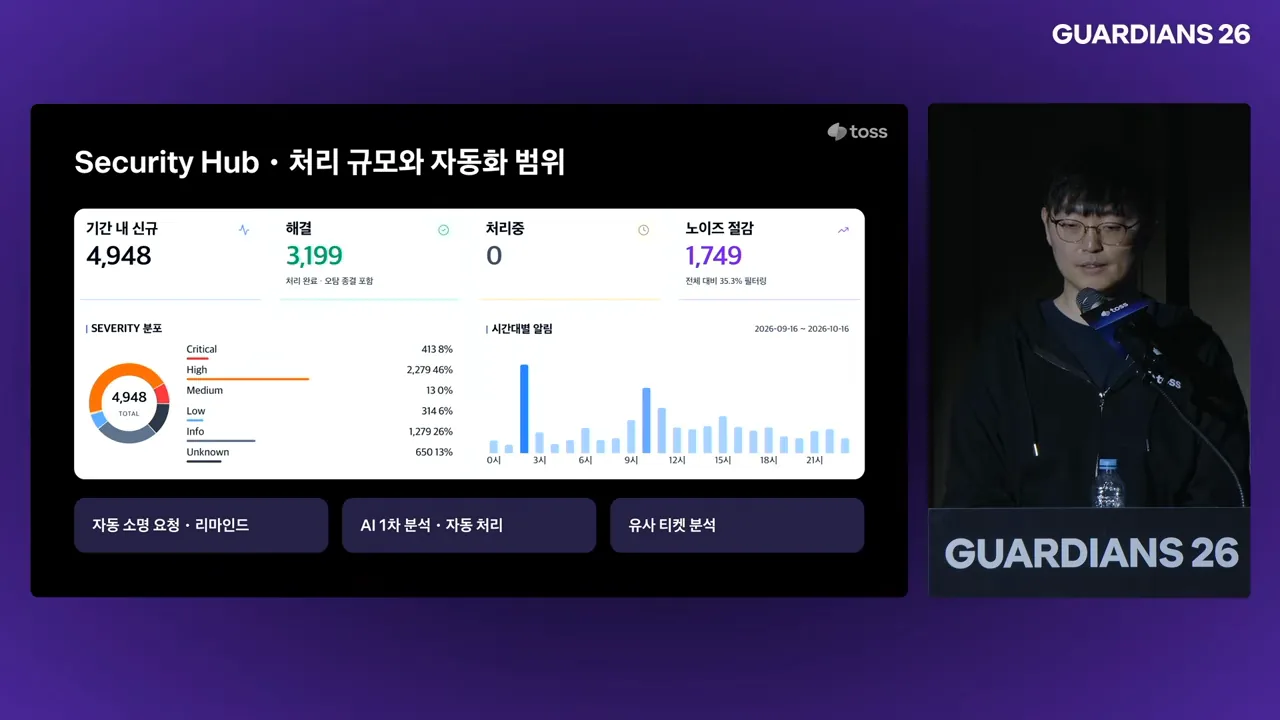 GUARDIANS 26
toss
Security Hub · 처리 규모와 자동화 범위
기간 내 신규
4,948
해결
3,199
처리 완료 · 오탐 종결 포함
처리중
0
노이즈 절감
1,749
전체 대비 35.3% 필터링
SEVERITY 분포
4,948
TOTAL
Critical 413 8%
High 2,279 46%
Medium 13 0%
Low 314 6%
Info 1,279 26%
Unknown 650 13%
시간대별 알림
2026-09-16 ~ 2026-10-16
0시 3시 6시 9시 12시 15시 18시 21시
자동 소명 요청 · 리마인드
AI 1차 분석 · 자동 처리
유사 티켓 분석
toss
toss
GUARDIANS 26